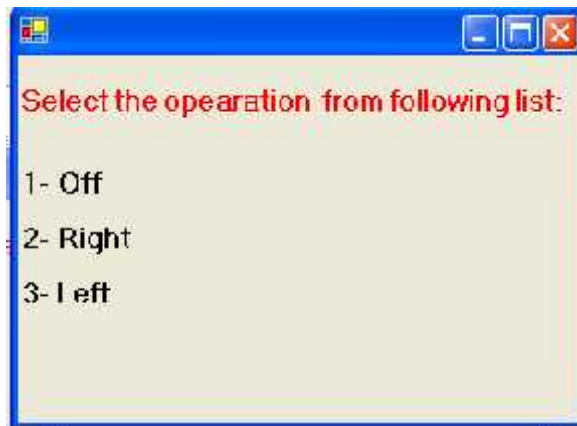 Select the opearation from following list:
1- Off
2- Right
3- Left